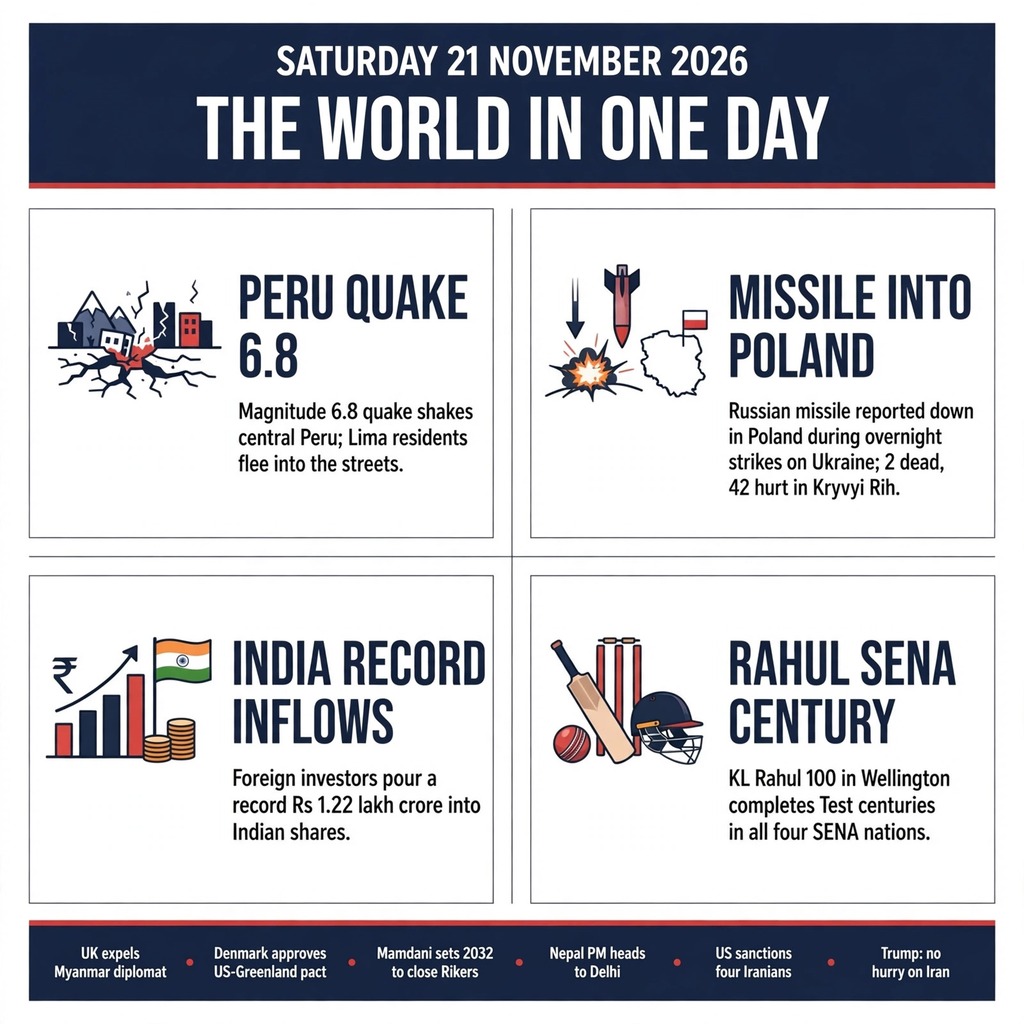 SATURDAY 21 NOVEMBER 2026
THE WORLD IN ONE DAY
PERU QUAKE
6.8
Magnitude 6.8 quake shakes
central Peru; Lima residents
flee into the streets.
MISSILE INTO
POLAND
Russian missile reported down
in Poland during overnight
strikes on Ukraine; 2 dead,
42 hurt in Kryvyi Rih.
₹
INDIA RECORD
INFLOWS
Foreign investors pour a
record Rs 1.22 lakh crore into
Indian shares.
RAHUL SENA
CENTURY
KL Rahul 100 in Wellington
completes Test centuries
in all four SENA nations.
UK expels
Myanmar diplomat
Denmark approves
US-Greenland pact
Mamdani sets 2032
to close Rikers
Nepal PM heads
to Delhi
US sanctions
four Iranians
Trump: no
hurry on Iran